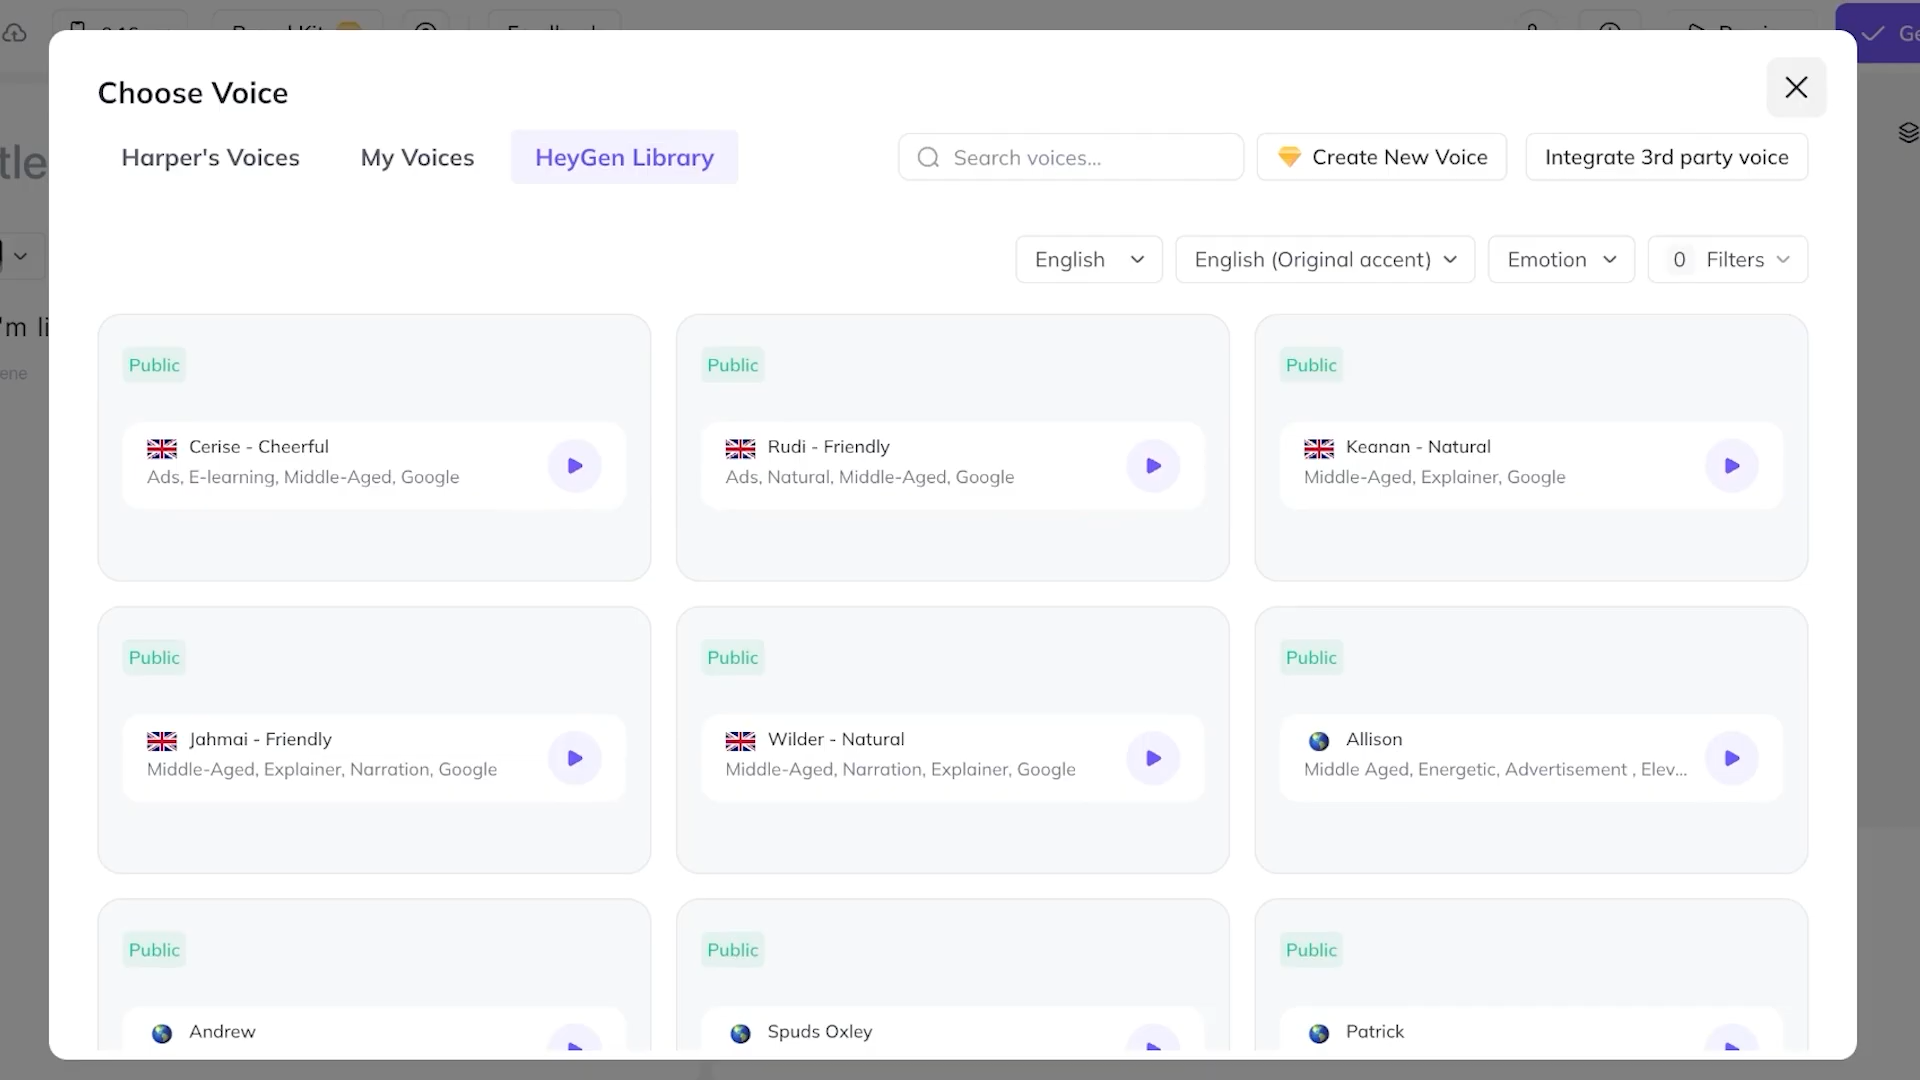 Choose Voice
Harper's Voices
My Voices
HeyGen Library
Search voices...
Create New Voice
Integrate 3rd party voice
English
English (Original accent)
Emotion
0 Filters
Public
Cerise - Cheerful
Ads, E-learning, Middle-Aged, Google
Public
Rudi - Friendly
Ads, Natural, Middle-Aged, Google
Public
Keanan - Natural
Middle-Aged, Explainer, Google
Public
Jahmai - Friendly
Middle-Aged, Explainer, Narration, Google
Public
Wilder - Natural
Middle-Aged, Narration, Explainer, Google
Public
Allison
Middle Aged, Energetic, Advertisement , Elev...
Public
Andrew
Public
Spuds Oxley
Public
Patrick